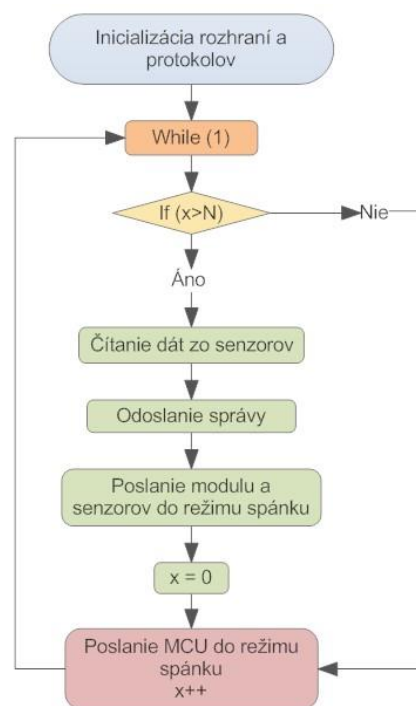 Inicializácia rozhraní a
protokolov
While (1)
If (x>N)
Nie
Áno
Čítanie dát zo senzorov
Odoslanie správy
Poslanie modulu a
senzorov do režimu spánku
x = 0
Poslanie MCU do režimu
spánku
x++